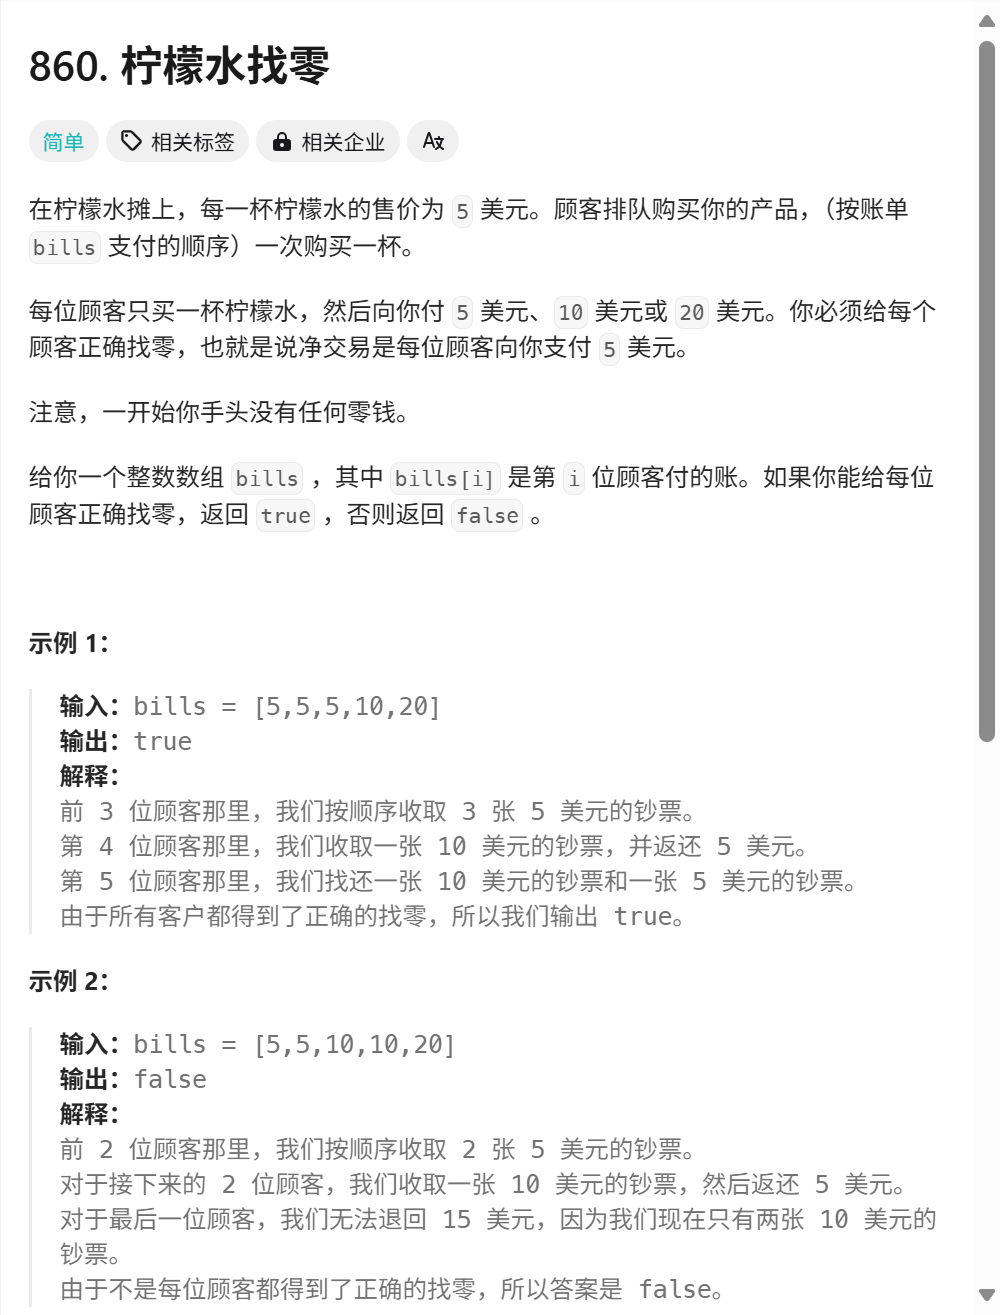 860. 柠檬水找零
简单 相关标签 相关企业 A文
在柠檬水摊上，每一杯柠檬水的售价为 5 美元。顾客排队购买你的产品，（按账单
bills 支付的顺序）一次购买一杯。
每位顾客只买一杯柠檬水，然后向你付 5 美元、10 美元或 20 美元。你必须给每个
顾客正确找零，也就是说净交易是每位顾客向你支付 5 美元。
注意，一开始你手头没有任何零钱。
给你一个整数数组 bills ，其中 bills[i] 是第 i 位顾客付的账。如果你能给每位
顾客正确找零，返回 true ，否则返回 false 。
示例 1：
输入：bills = [5,5,5,10,20]
输出：true
解释：
前 3 位顾客那里，我们按顺序收取 3 张 5 美元的钞票。
第 4 位顾客那里，我们收取一张 10 美元的钞票，并返还 5 美元。
第 5 位顾客那里，我们找还一张 10 美元的钞票和一张 5 美元的钞票。
由于所有客户都得到了正确的找零，所以我们输出 true。
示例 2：
输入：bills = [5,5,10,10,20]
输出：false
解释：
前 2 位顾客那里，我们按顺序收取 2 张 5 美元的钞票。
对于接下来的 2 位顾客，我们收取一张 10 美元的钞票，然后返还 5 美元。
对于最后一位顾客，我们无法退回 15 美元，因为我们现在只有两张 10 美元的
钞票。
由于不是每位顾客都得到了正确的找零，所以答案是 false。